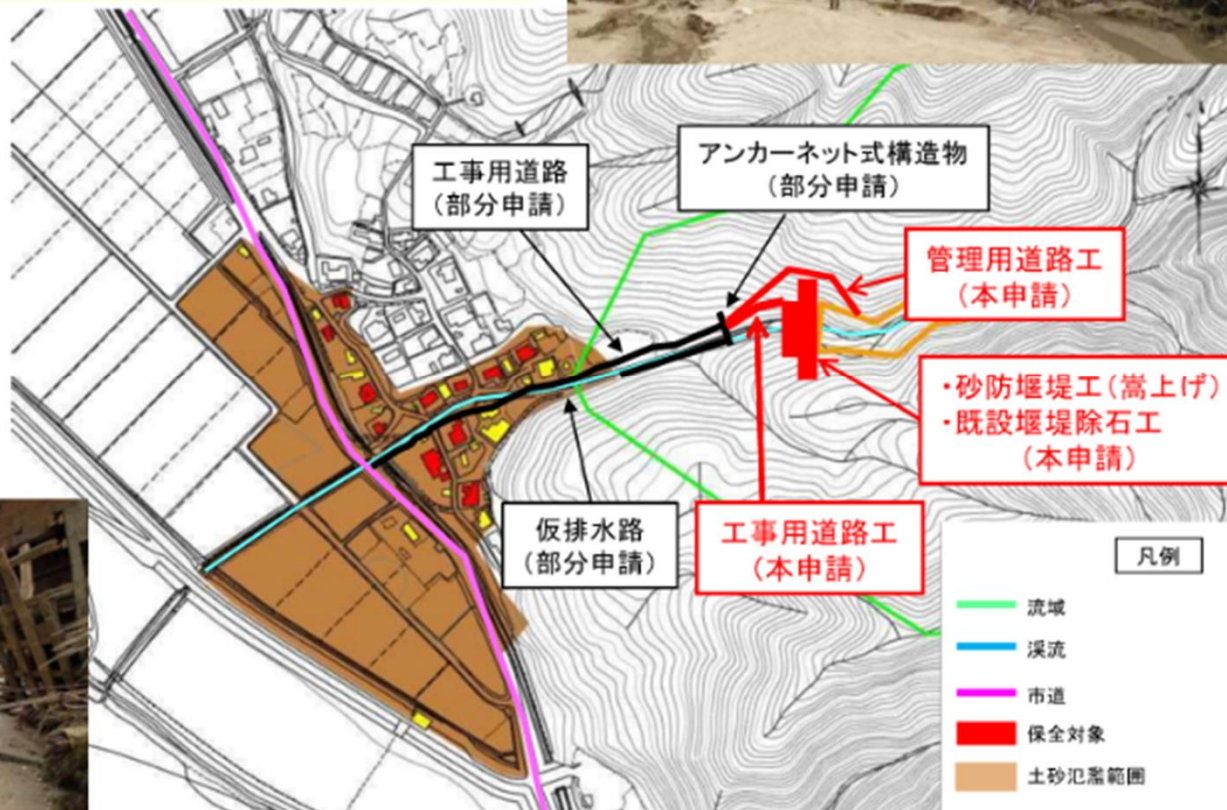 工事用道路
（部分申請）
アンカーネット式構造物
（部分申請）
管理用道路工
（本申請）
・砂防堰堤工（嵩上げ）
・既設堰堤除石工
（本申請）
仮排水路
（部分申請）
工事用道路工
（本申請）
凡例
流域
渓流
市道
保全対象
土砂氾濫範囲